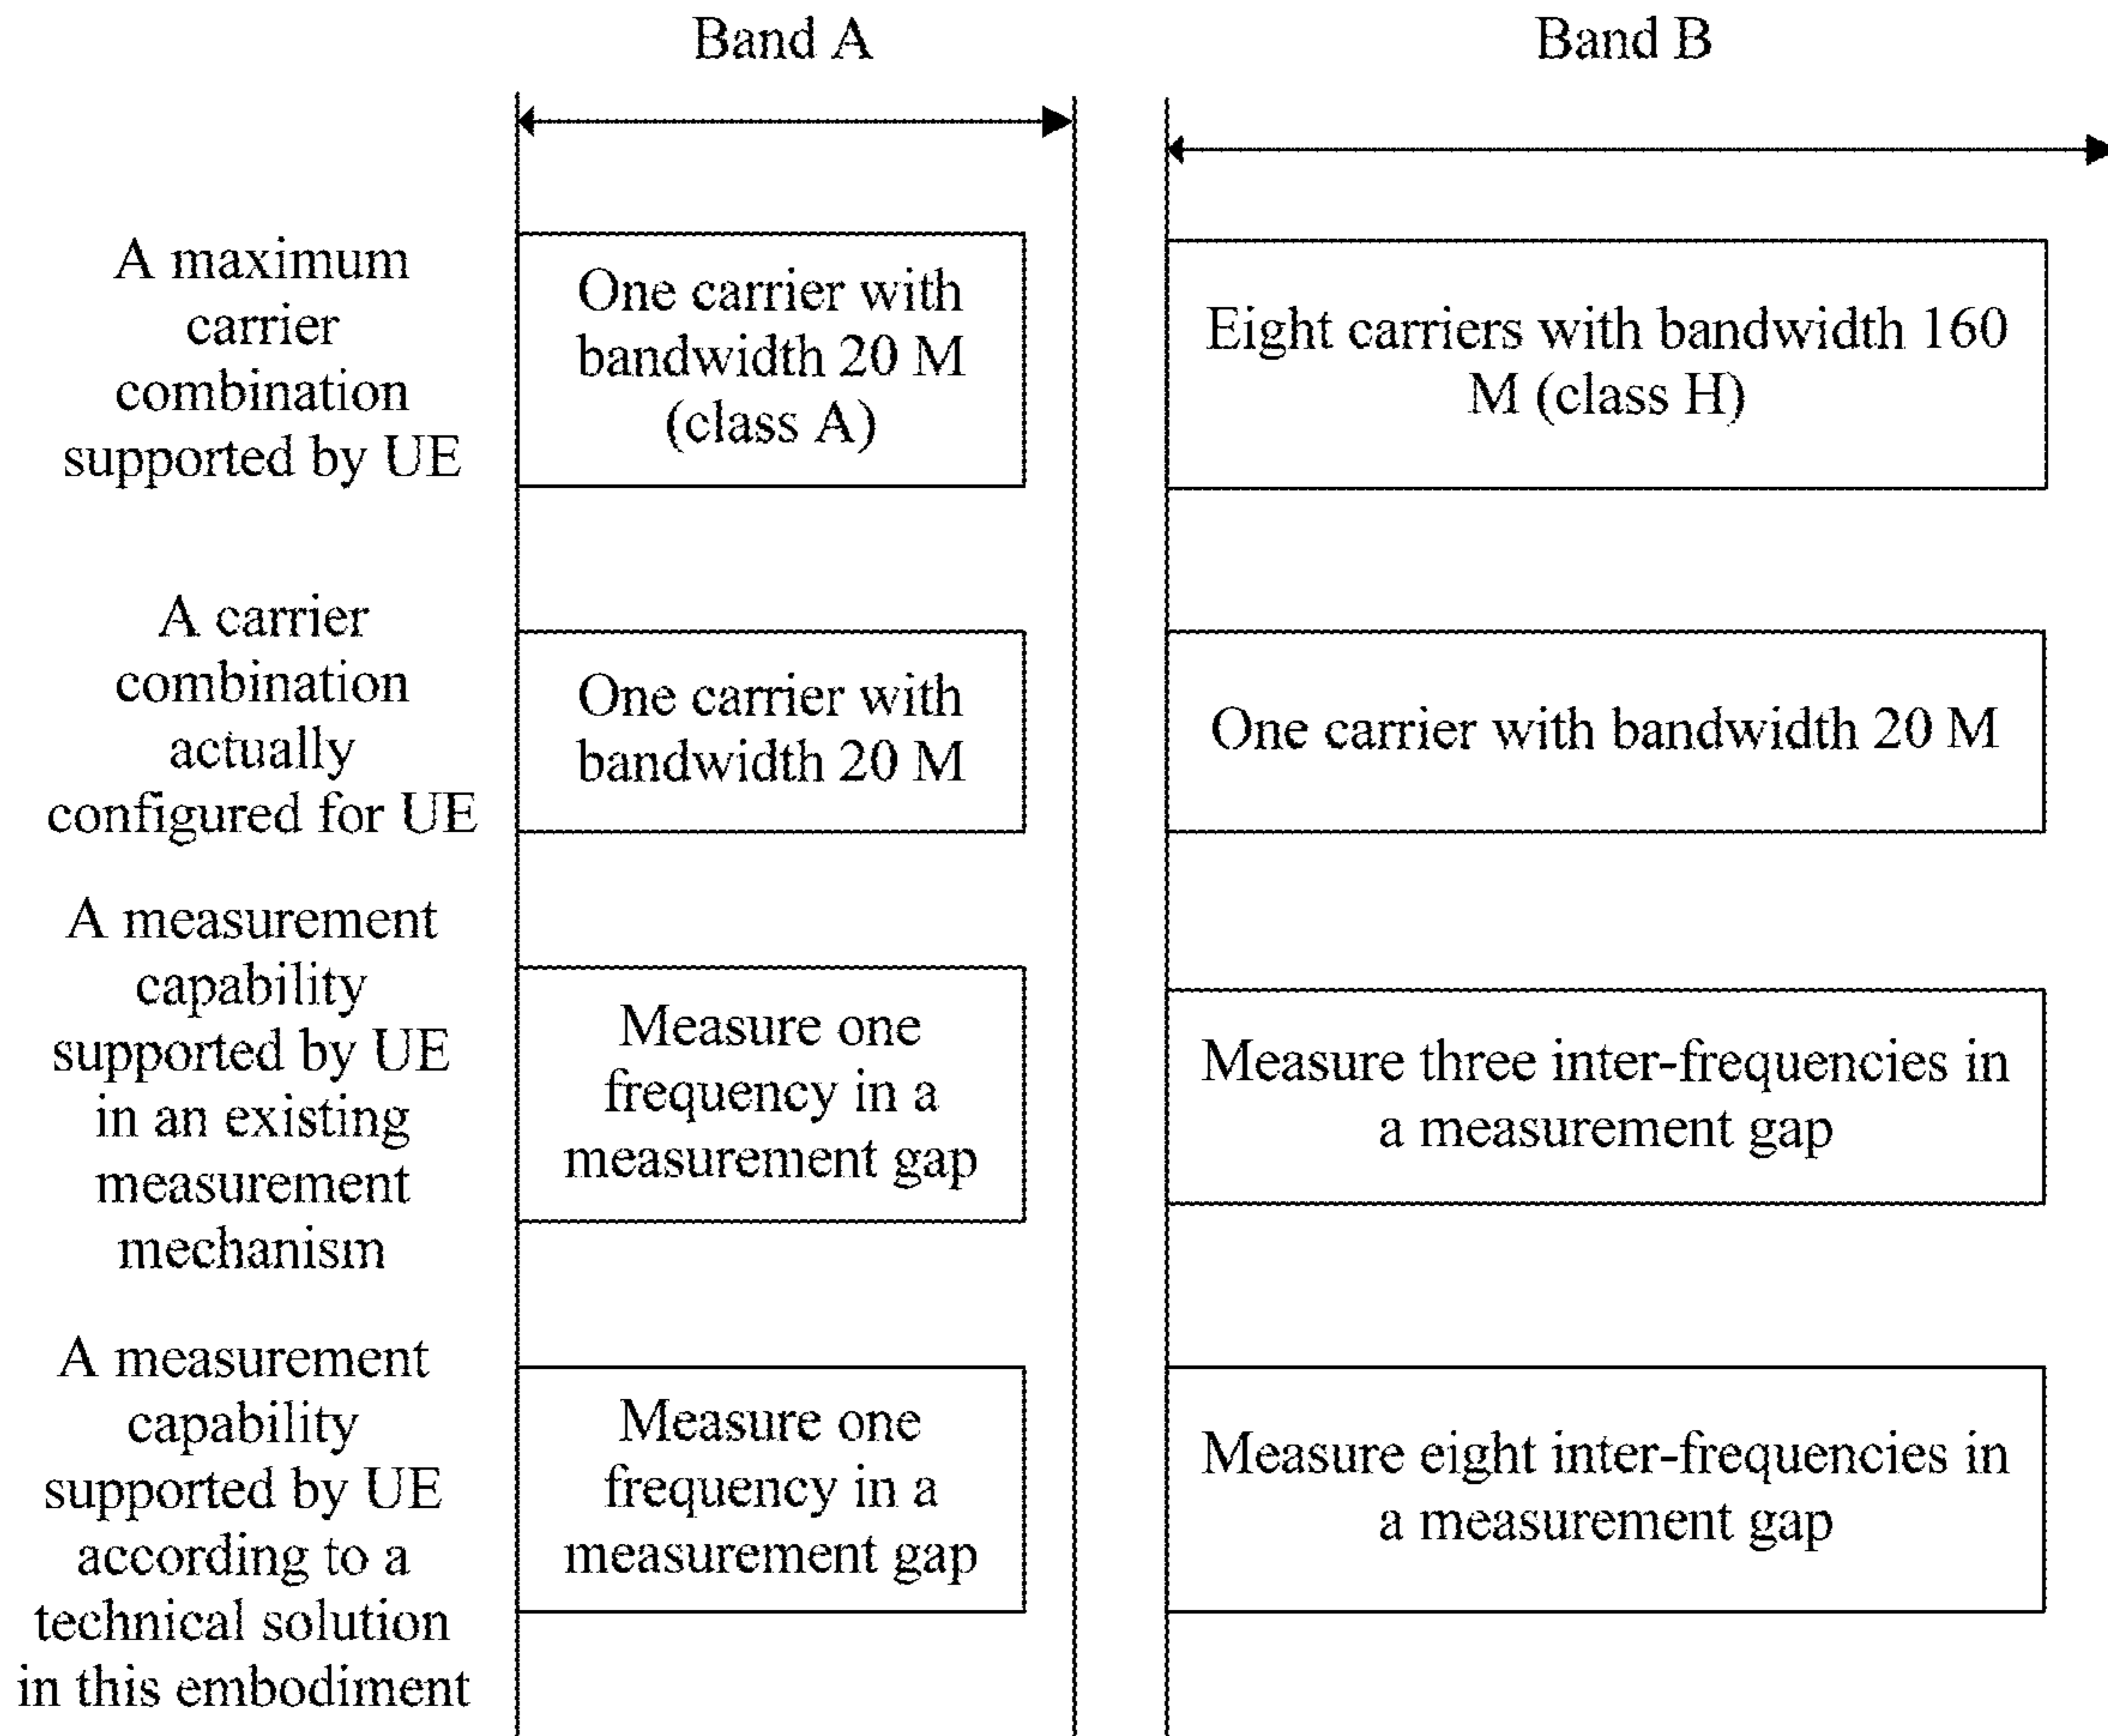 Band A
Band B
A maximum
carrier
combination
supported by UE
One carrier with
bandwidth 20 M
(class A)
Eight carriers with bandwidth 160
M (class H)
A carrier
combination
actually
configured for UE
One carrier with
bandwidth 20 M
One carrier with bandwidth 20 M
A measurement
capability
supported by UE
in an existing
measurement
mechanism
Measure one
frequency in a
measurement gap
Measure three inter-frequencies in
a measurement gap
A measurement
capability
supported by UE
according to a
technical solution
in this embodiment
Measure one
frequency in a
measurement gap
Measure eight inter-frequencies in
a measurement gap